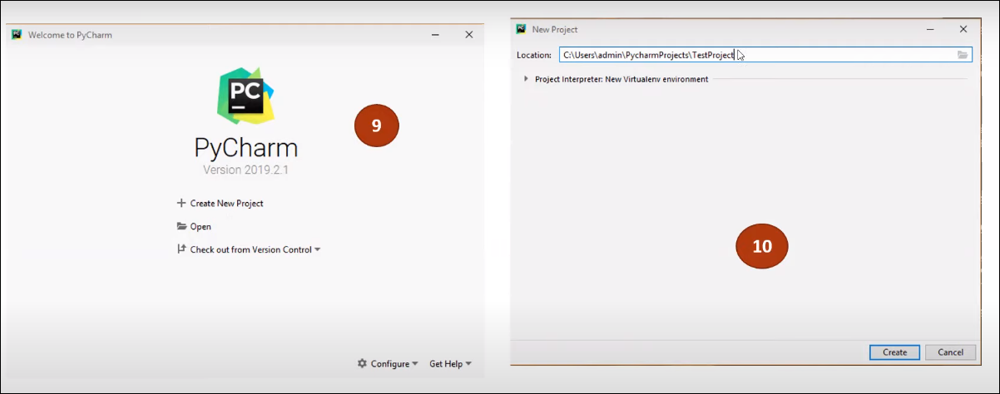 Welcome to PyCharm
PC
PyCharm
Version 2019.2.1
Create New Project
Open
Check out from Version Control
Configure
Get Help
9
PC
New Project
Location: C:\Users\admin\PycharmProjects\TestProject
Project Interpreter: New Virtualenv environment
10
Create
Cancel